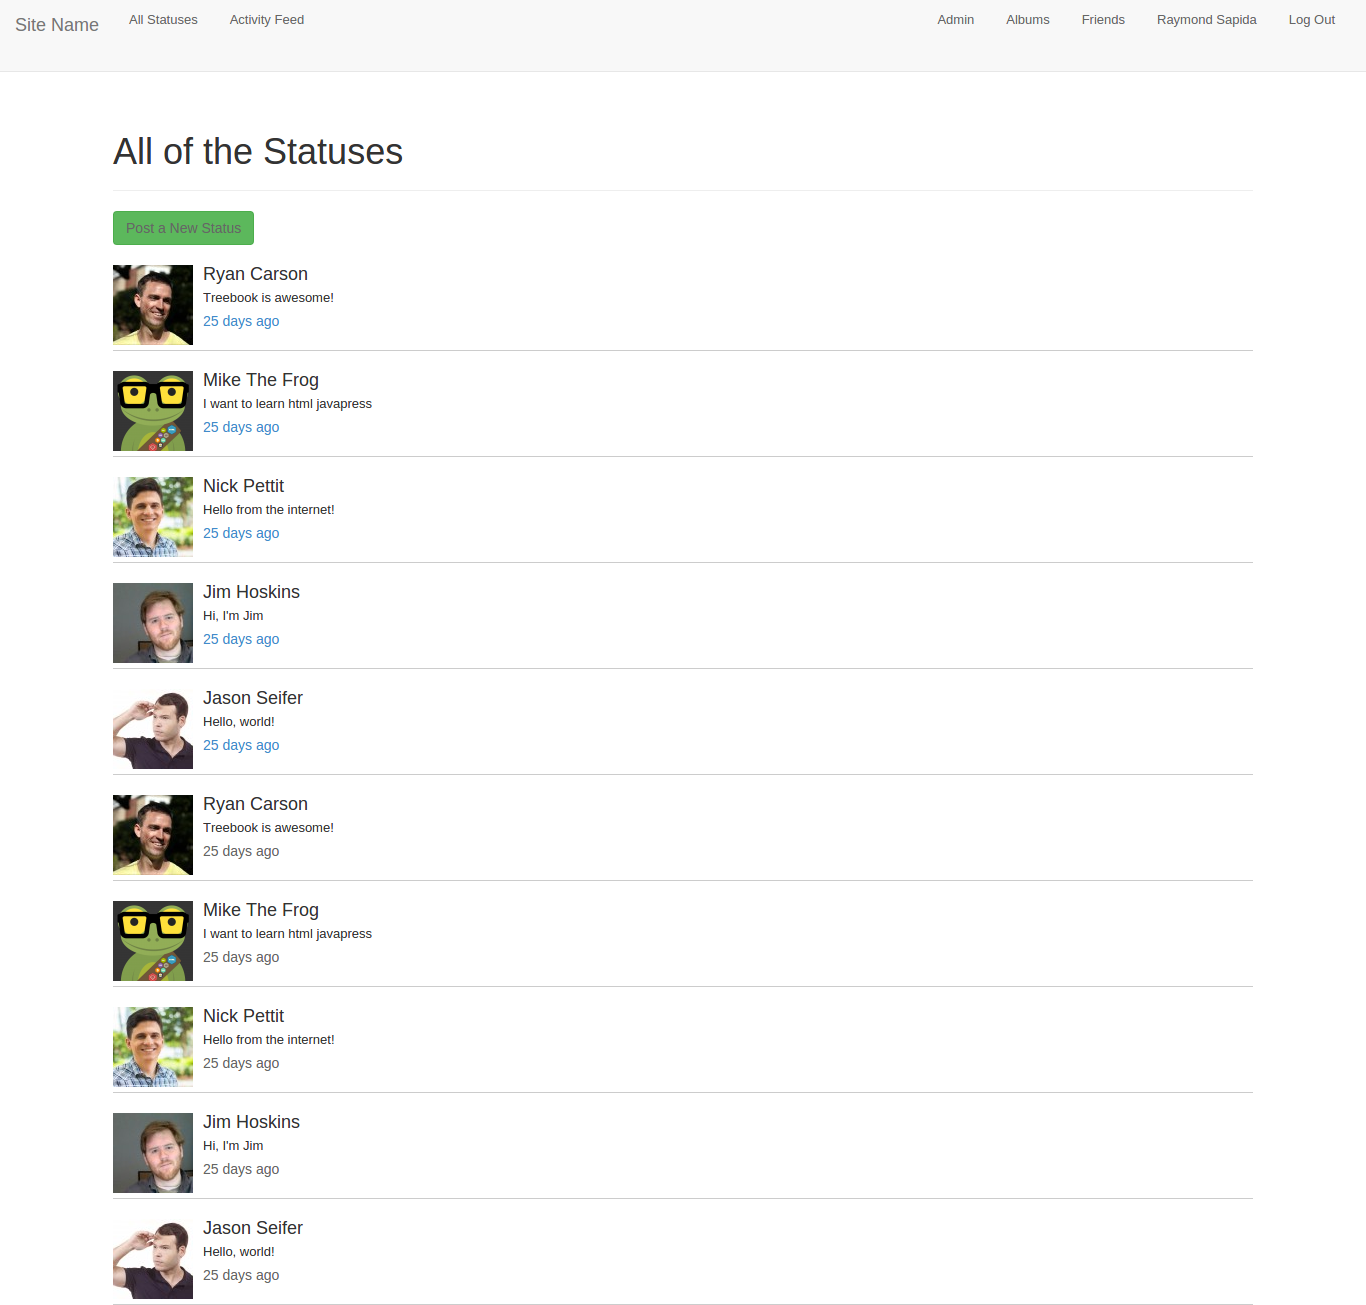 Site Name All Statuses Activity Feed Admin Albums Friends Raymond Sapida Log Out
All of the Statuses
Post a New Status
Ryan Carson
Treebook is awesome!
25 days ago
Mike The Frog
I want to learn html javapress
25 days ago
Nick Pettit
Hello from the internet!
25 days ago
Jim Hoskins
Hi, I'm Jim
25 days ago
Jason Seifer
Hello, world!
25 days ago
Ryan Carson
Treebook is awesome!
25 days ago
Mike The Frog
I want to learn html javapress
25 days ago
Nick Pettit
Hello from the internet!
25 days ago
Jim Hoskins
Hi, I'm Jim
25 days ago
Jason Seifer
Hello, world!
25 days ago